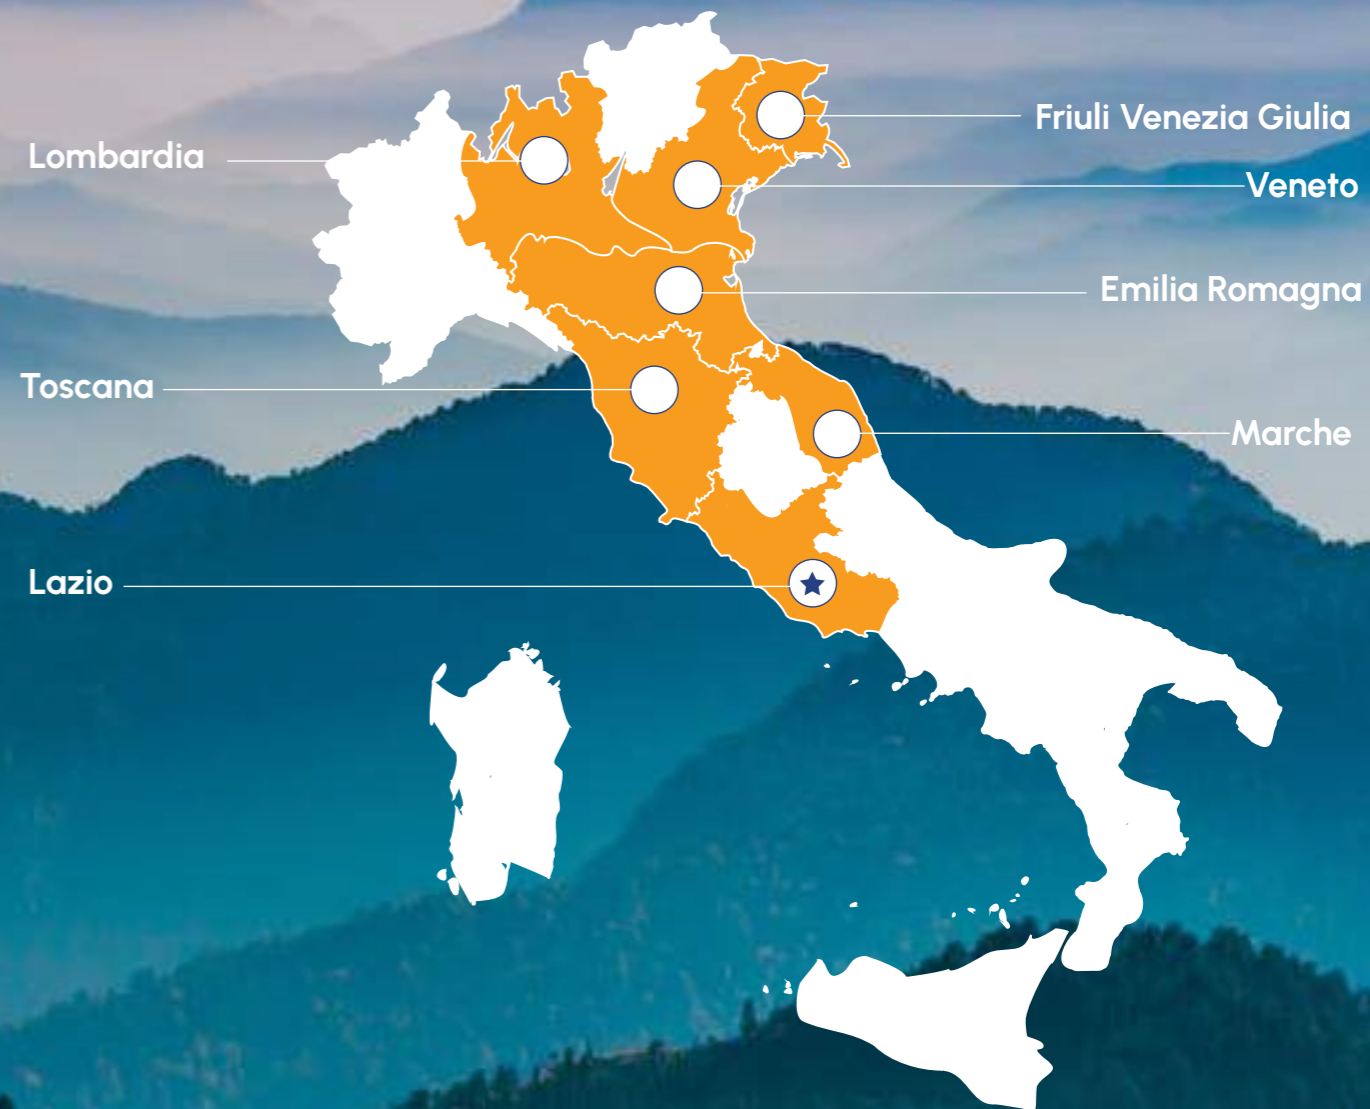 Friuli Venezia Giulia
Lombardia
Veneto
Emilia Romagna
Toscana
Marche
Lazio